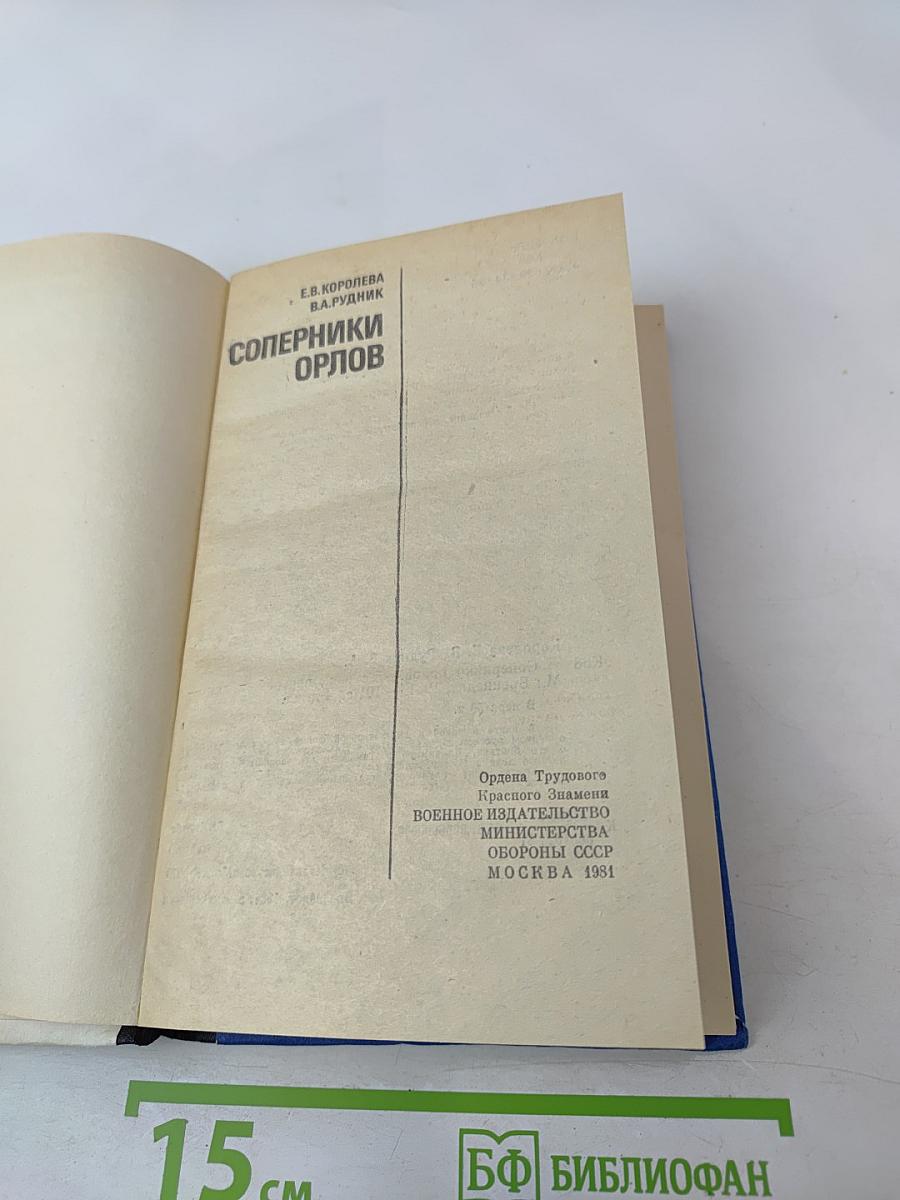 Е.В.КОРОЛЕВА
В.А.РУДНИК
СОПЕРНИКИ
ОРЛОВ
Ордена Трудового
Красного Знамени
ВОЕННОЕ ИЗДАТЕЛЬСТВО
МИНИСТЕРСТВА
ОБОРОНЫ СССР
МОСКВА 1981
15 см
БФ БИБЛИОФАН